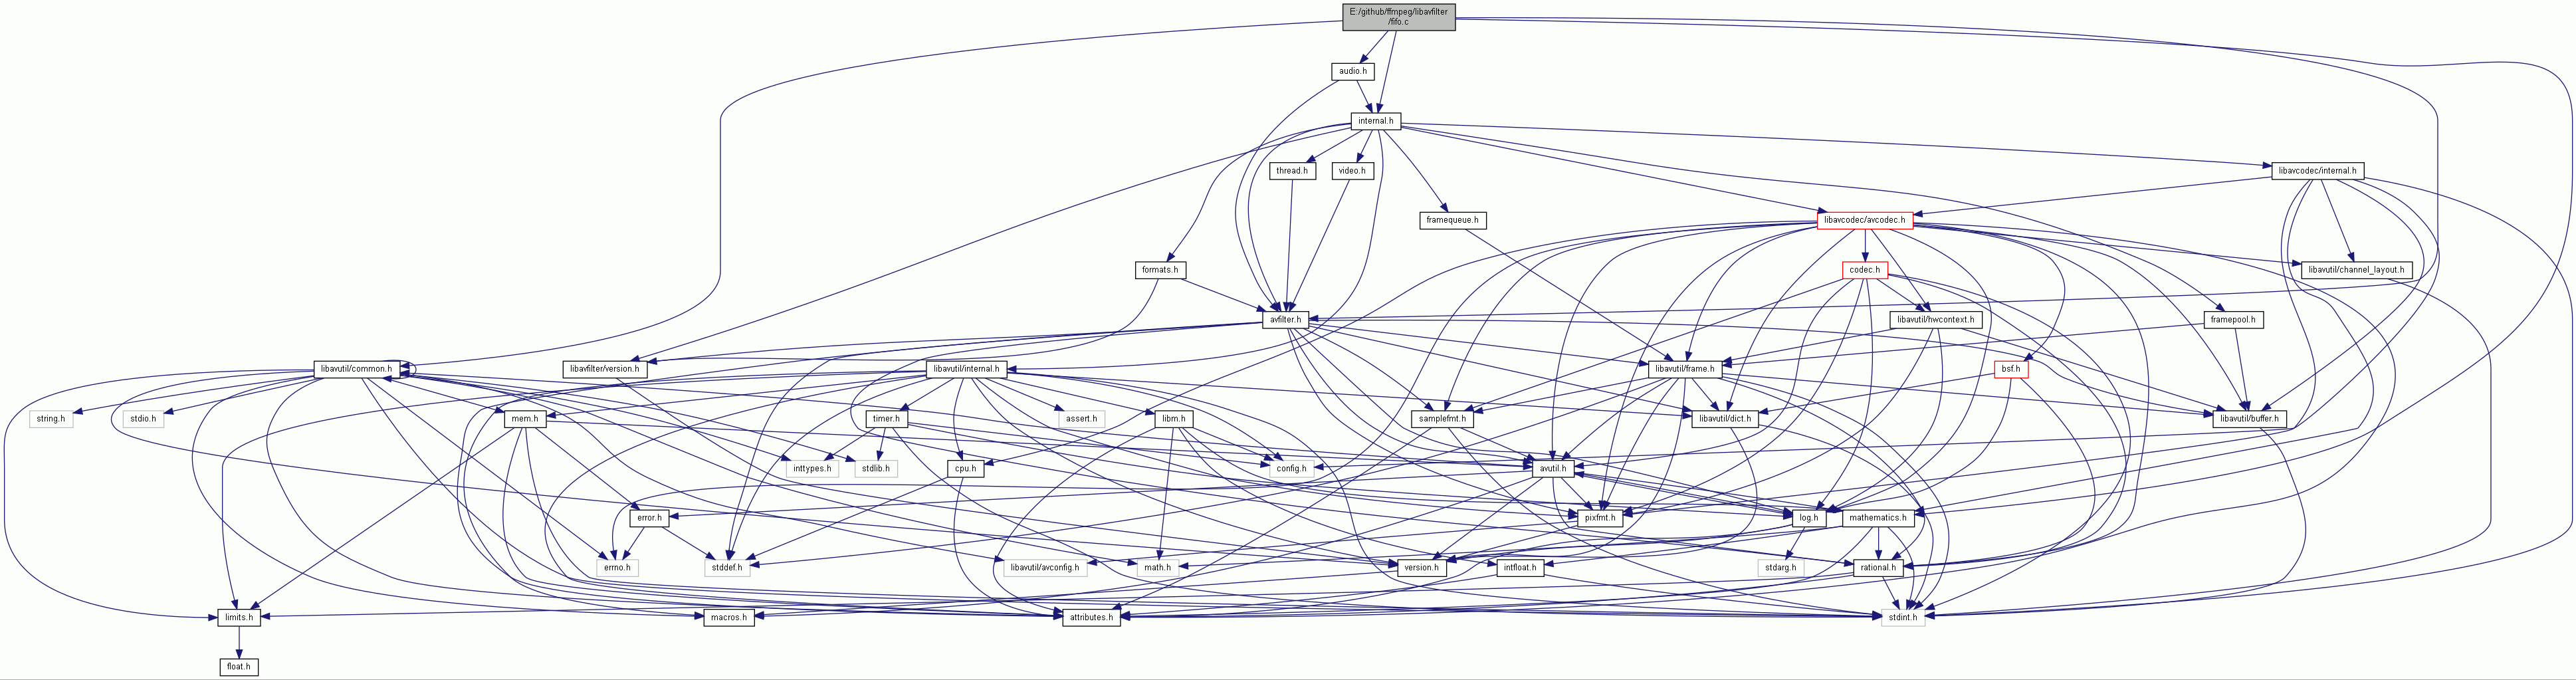 E:/github/ffmpeg/libavfilter
/fifo.c
audio.h
internal.h
thread.h
video.h
libavcodec/internal.h
framequeue.h
libavcodec/avcodec.h
formats.h
codec.h
libavutil/channel_layout.h
avfilter.h
libavutil/hwcontext.h
framepool.h
libavutil/common.h
libavfilter/version.h
libavutil/internal.h
libavutil/frame.h
bsf.h
string.h
stdio.h
mem.h
timer.h
assert.h
libm.h
samplefmt.h
libavutil/dict.h
libavutil/buffer.h
inttypes.h
stdlib.h
cpu.h
config.h
avutil.h
error.h
pixfmt.h
log.h
mathematics.h
errno.h
stddef.h
libavutil/avconfig.h
math.h
version.h
intfloat.h
stdarg.h
rational.h
limits.h
macros.h
attributes.h
stdint.h
float.h